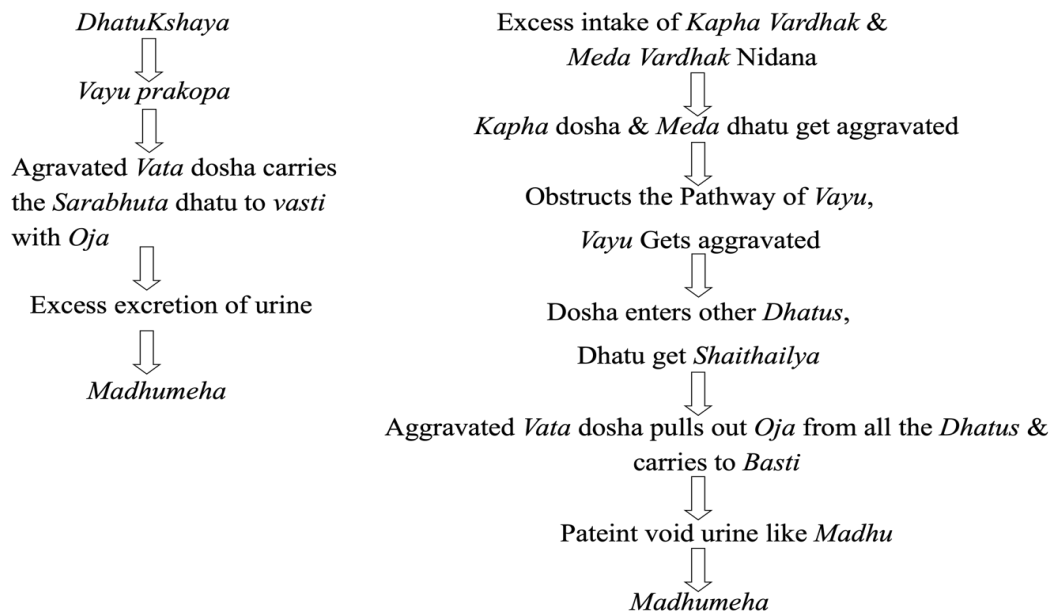 DhatuKshaya
Vayu prakopa
Agravated Vata dosha carries
the Sarabhuta dhatu to vasti
with Oja
Excess excretion of urine
Madhumeha
Excess intake of Kapha Vardhak &
Meda Vardhak Nidana
Kapha dosha & Meda dhatu get aggravated
Obstructs the Pathway of Vayu,
Vayu Gets aggravated
Dosha enters other Dhatus,
Dhatu get Shaithailya
Aggravated Vata dosha pulls out Oja from all the Dhatus &
carries to Basti
Pateint void urine like Madhu
Madhumeha